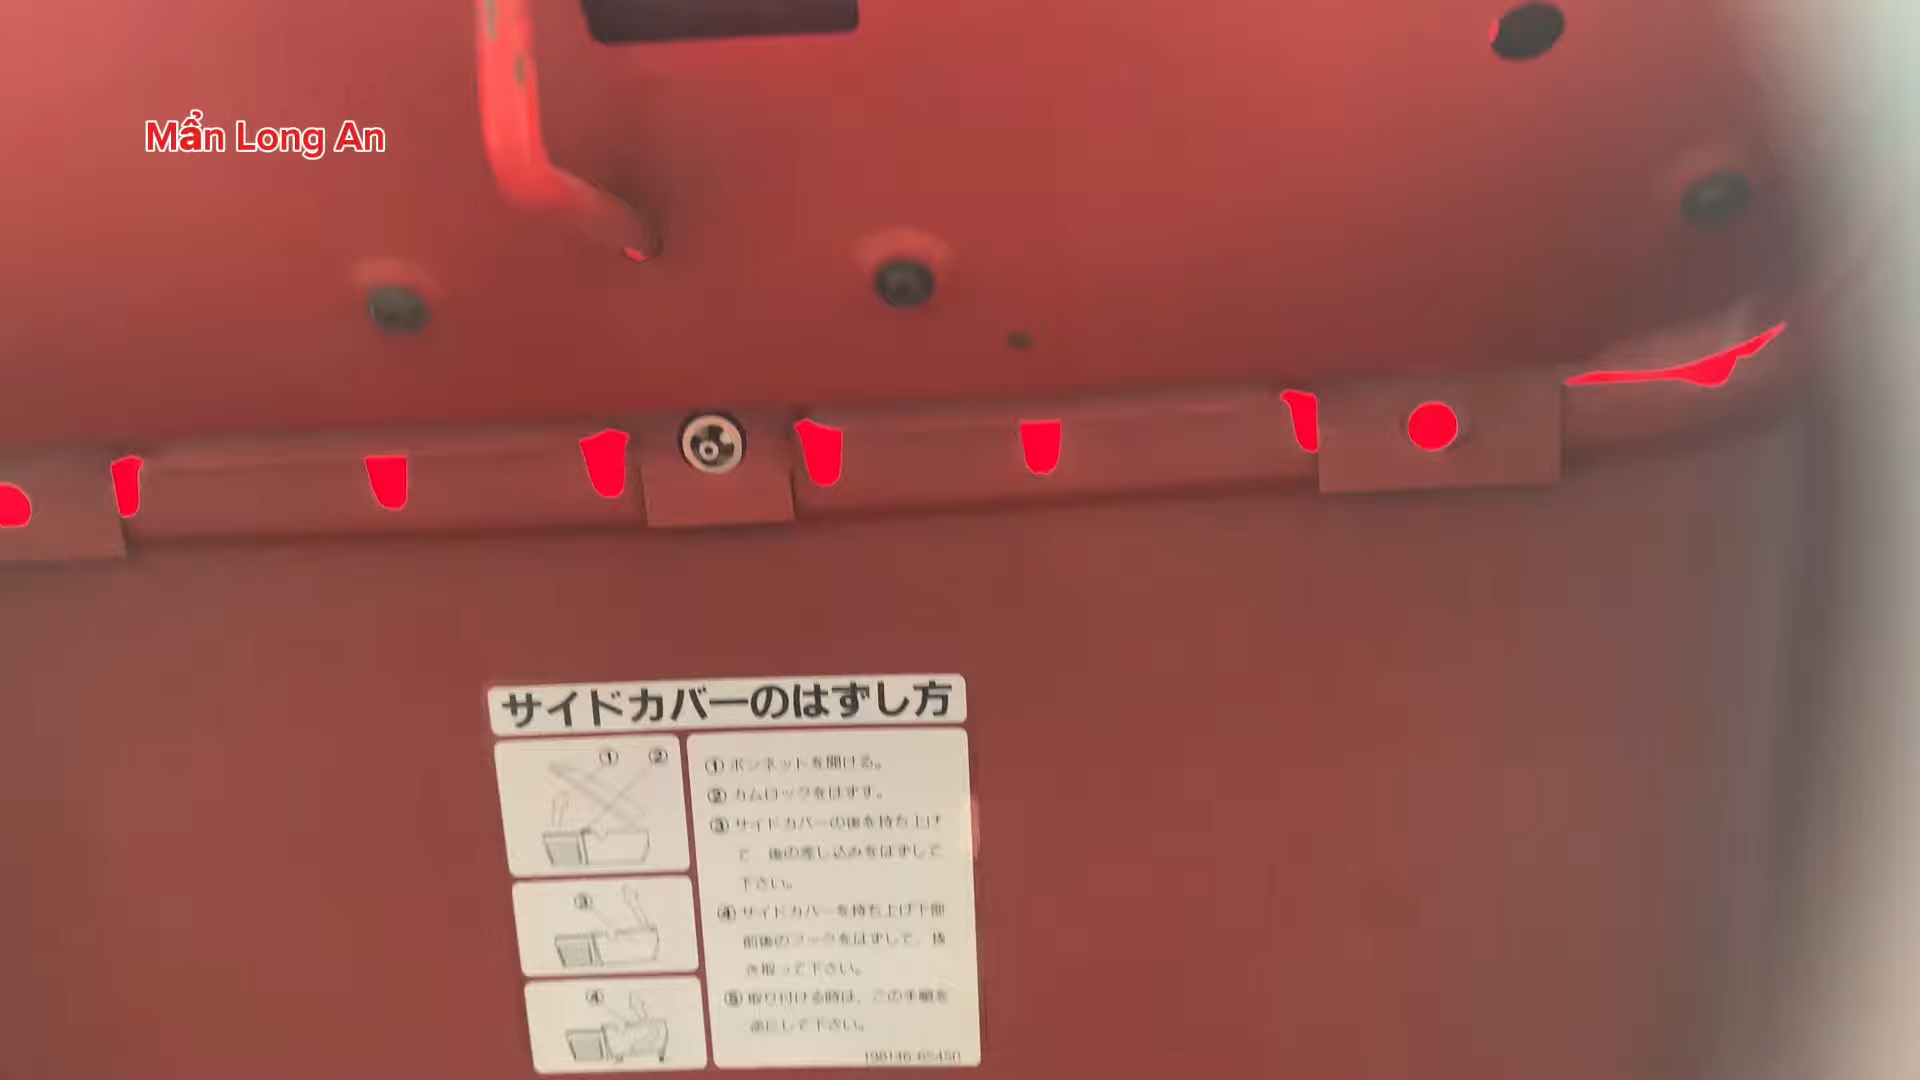 Mẩn Long An
サイドカバーのはずし方
① ②
① ボンネットを開ける。
② カムロックをはずす。
③ サイドカバーの後を持ち上げ
て、後の差し込みをはずして
下さい。
③
④ サイドカバーを持ち上げ下部
前後のフックをはずして、抜
き取って下さい。
④
⑤ 取り付ける時は、この手順を
逆にして下さい。
198146-65450